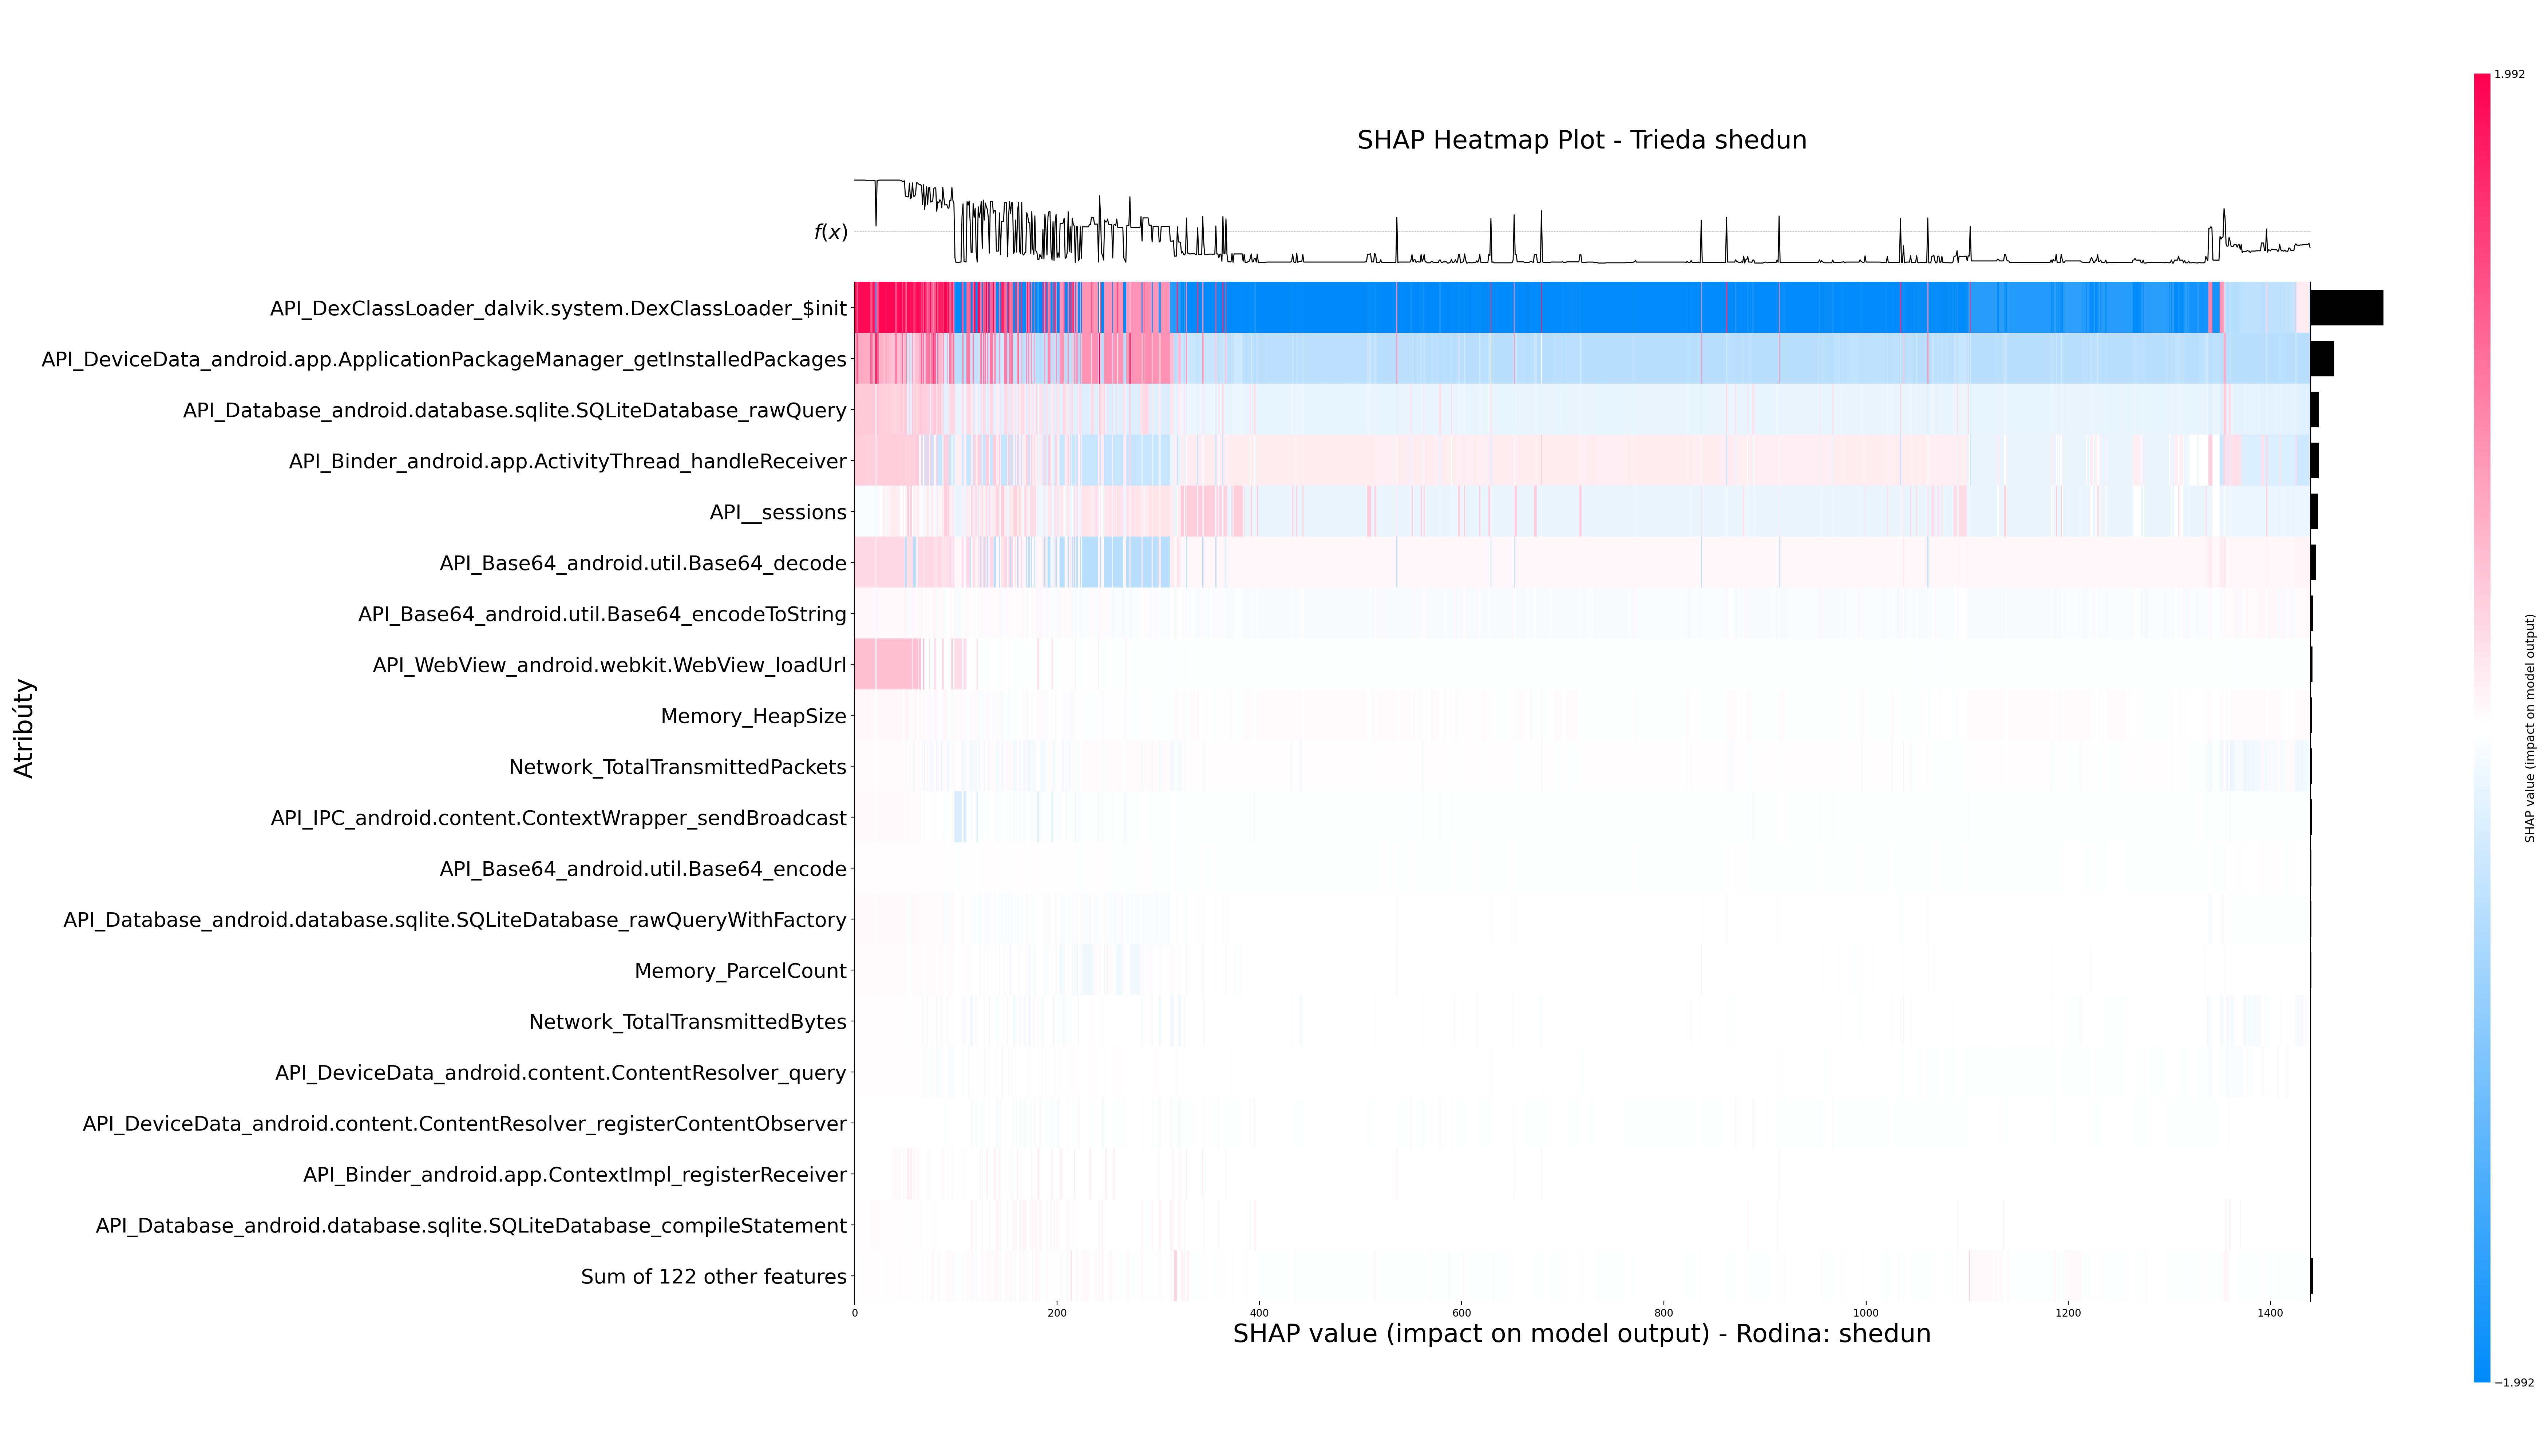 SHAP Heatmap Plot - Trieda shedun
1.992
f(x)
API_DexClassLoader_dalvik.system.DexClassLoader_$init
API_DeviceData_android.app.ApplicationPackageManager_getInstalledPackages
API_Database_android.database.sqlite.SQLiteDatabase_rawQuery
API_Binder_android.app.ActivityThread_handleReceiver
API__sessions
API_Base64_android.util.Base64_decode
API_Base64_android.util.Base64_encodeToString
API_WebView_android.webkit.WebView_loadUrl
Memory_HeapSize
Network_TotalTransmittedPackets
API_IPC_android.content.ContextWrapper_sendBroadcast
API_Base64_android.util.Base64_encode
API_Database_android.database.sqlite.SQLiteDatabase_rawQueryWithFactory
Memory_ParcelCount
Network_TotalTransmittedBytes
API_DeviceData_android.content.ContentResolver_query
API_DeviceData_android.content.ContentResolver_registerContentObserver
API_Binder_android.app.ContextImpl_registerReceiver
API_Database_android.database.sqlite.SQLiteDatabase_compileStatement
Sum of 122 other features
Atribúty
0 200 400 600 800 1000 1200 1400
SHAP value (impact on model output) - Rodina: shedun
SHAP value (impact on model output)
−1.992